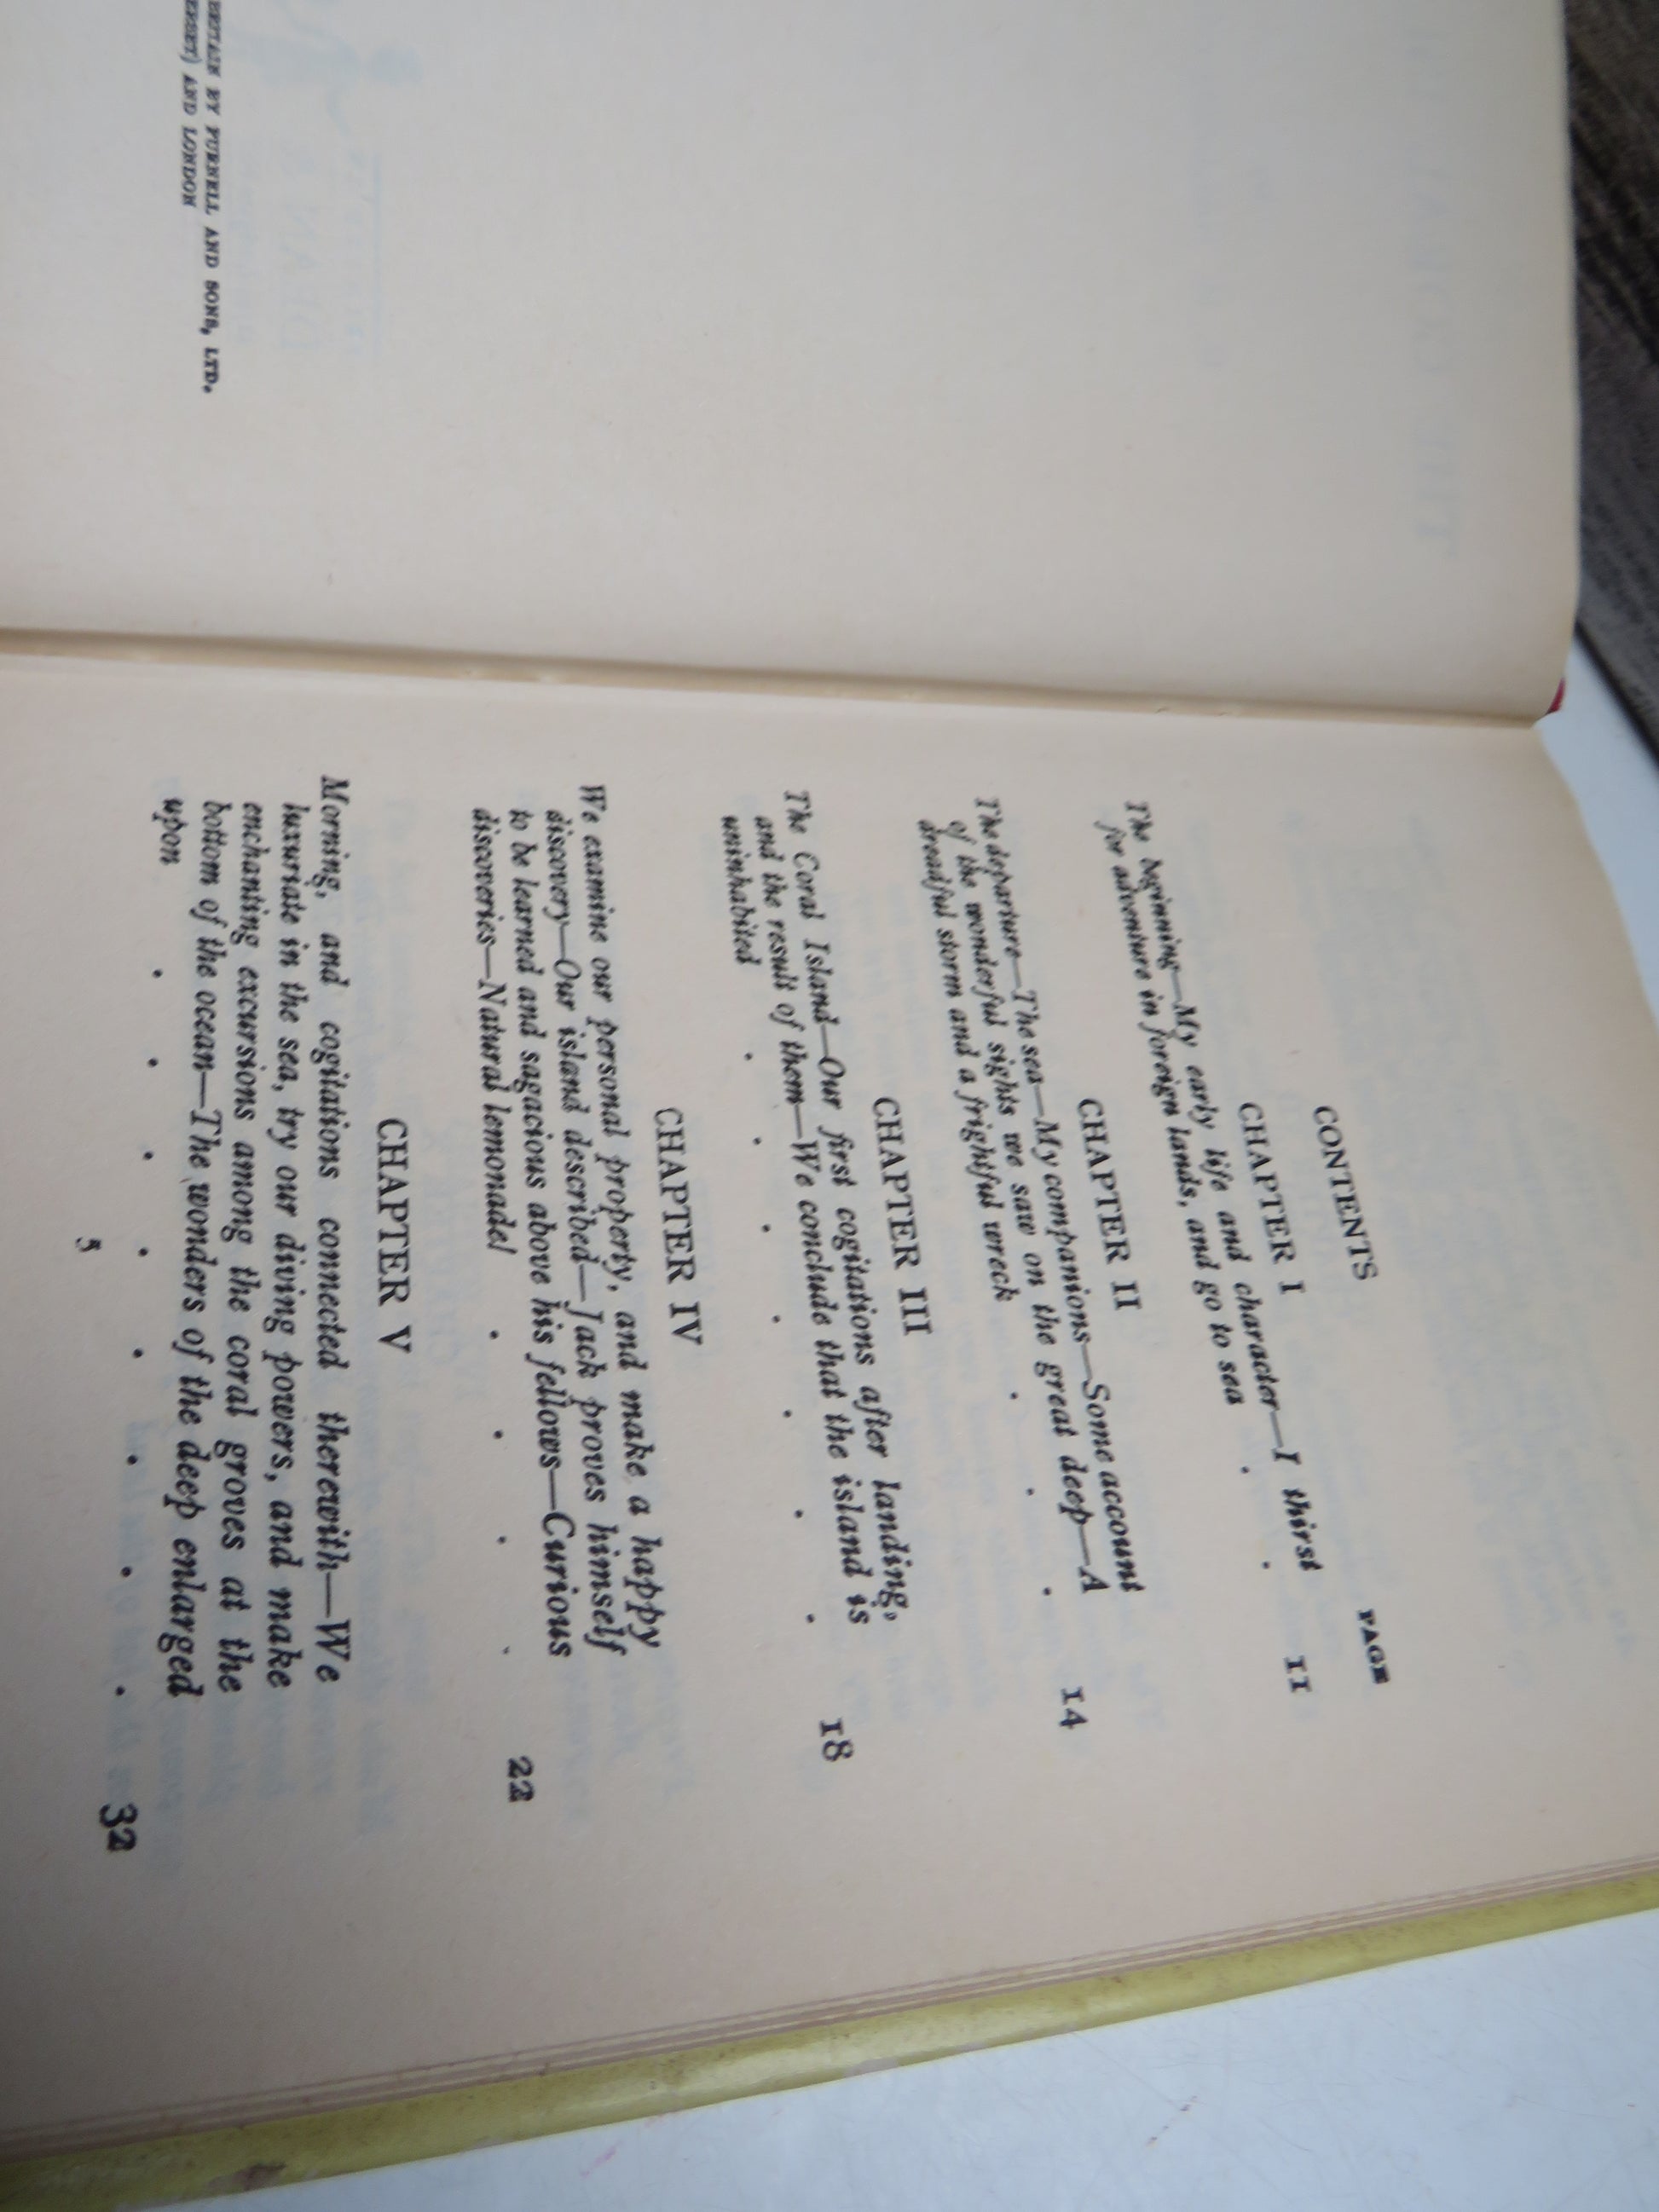 BRITAIN BY PURNELL AND SONS, LTD.
AND LONDON
CONTENTS
PAGE
CHAPTER I
The beginning—My early life and character—I thirst
for adventure in foreign lands, and go to sea . . 11
CHAPTER II
The departure—The sea—My companions—Some account
of the wonderful sights we saw on the great deep—A
dreadful storm and a frightful wreck . . . 14
CHAPTER III
The Coral Island—Our first cogitations after landing,
and the result of them—We conclude that the island is
uninhabited . . . . . . . 18
CHAPTER IV
We examine our personal property, and make a happy
discovery—Our island described—Jack proves himself
to be learned and sagacious above his fellows—Curious
discoveries—Natural lemonade! . . . . 22
CHAPTER V
Morning, and cogitations connected therewith—We
luxuriate in the sea, try our diving powers, and make
enchanting excursions among the coral groves at the
bottom of the ocean—The wonders of the deep enlarged
upon . . . . . . . . 32
5